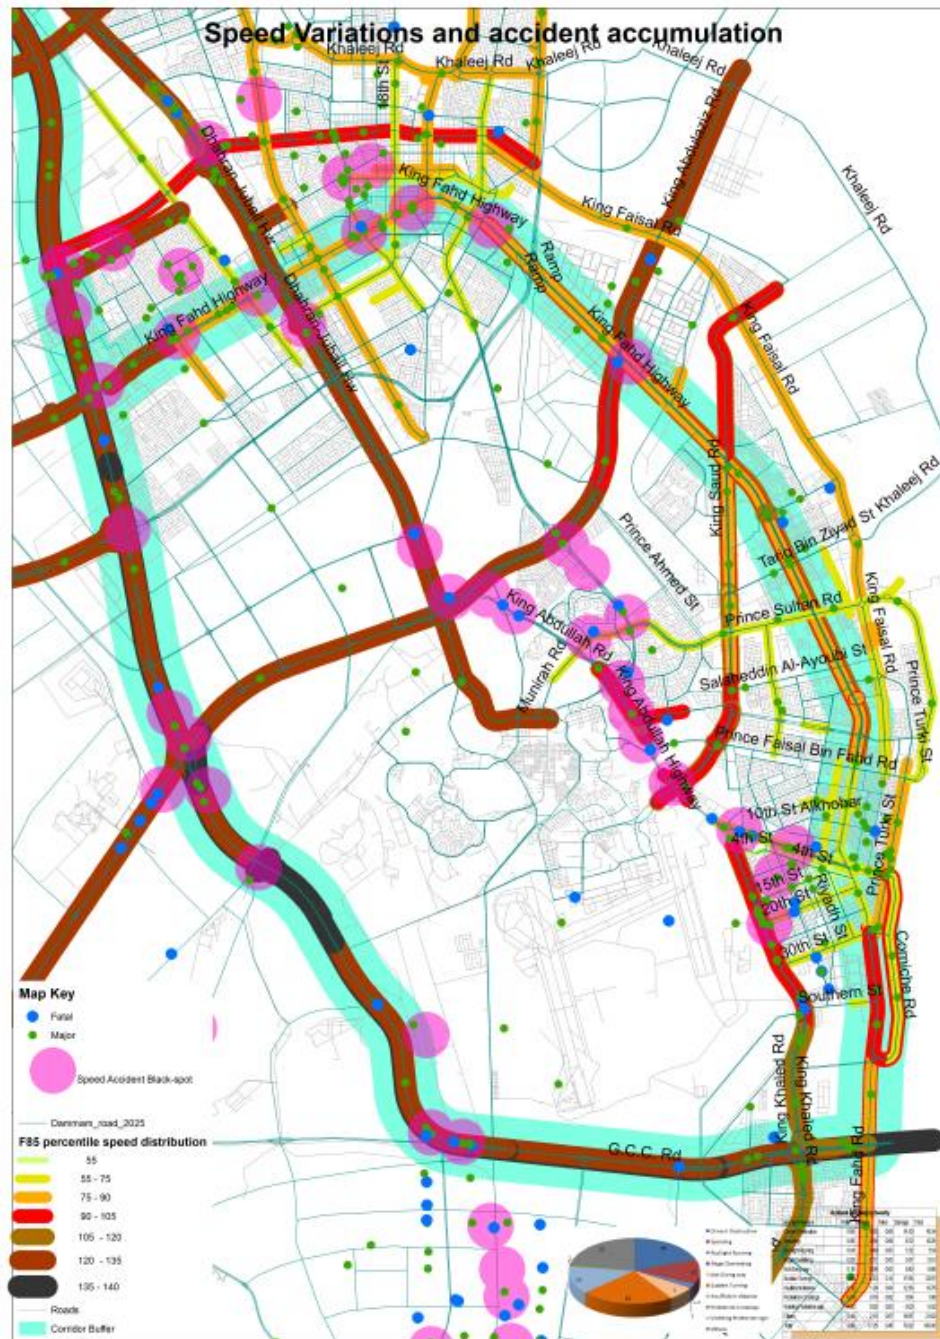 Speed Variations and accident accumulation
Khaleej Rd
Khaleej Rd
Khaleej Rd
Khaleej Rd
18th St
King Abdulaziz Rd
Dhahran-Jubail Hw
King Fahd Highway
King Faisal Rd
Khaleej Rd
Ramp
Ramp
King Fahd Highway
Dhahran-Jubail Hw
King Fahd Highway
King Faisal Rd
King Saud Rd
Prince Ahmed St
Khaleej Rd
Tariq Bin Ziyad St
King Abdullah Rd
Prince Sultan Rd
King Faisal Rd
Munirah Rd
Salaheddin Al-Ayoubi St
Prince Turki St
King Abdullah Highway
Prince Faisal Bin Fahd Rd
10th St Alkhobar
Prince Turki St
4th St
4th St
15th St
20th St
Riyadh St
30th St
Corniche Rd
Southern St
King Khaled Rd
King Khaled Rd
G.C.C. Rd
King Fahd Rd
Map Key
Fatal
Major
Speed Accident Black-spot
Dammam_road_2025
F85 percentile speed distribution
55
55 - 75
75 - 90
90 - 105
105 - 120
120 - 135
135 - 140
Roads
Corridor Buffer